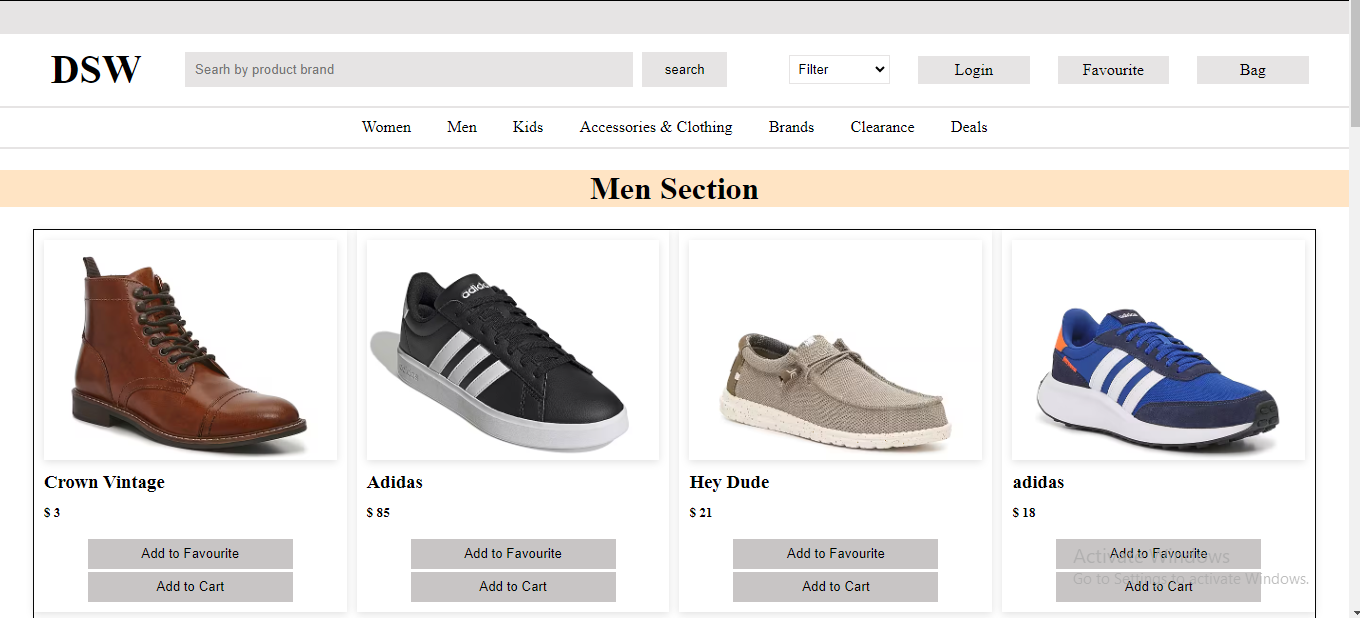 DSW
Searh by product brand
search
Filter
Login
Favourite
Bag
Women
Men
Kids
Accessories & Clothing
Brands
Clearance
Deals
Men Section
adidas
adidas
Crown Vintage
Adidas
Hey Dude
adidas
$ 3
$ 85
$ 21
$ 18
Add to Favourite
Add to Favourite
Add to Favourite
Add to Favourite
Add to Cart
Add to Cart
Add to Cart
Add to Cart
Activate Windows
Go to Settings to activate Windows.